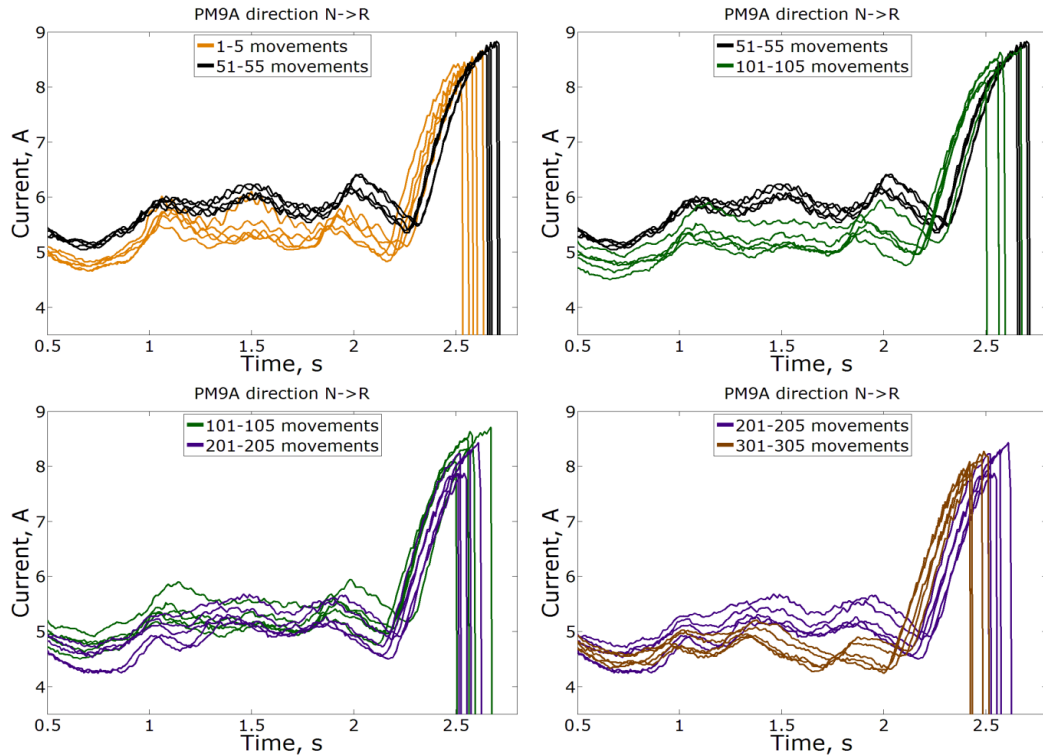 PM9A direction N->R
1-5 movements
51-55 movements
9
8
7
6
5
4
Current, A
0.5
1
1.5
2
2.5
Time, s
PM9A direction N->R
51-55 movements
101-105 movements
9
8
7
6
5
4
Current, A
0.5
1
1.5
2
2.5
Time, s
PM9A direction N->R
101-105 movements
201-205 movements
9
8
7
6
5
4
Current, A
0.5
1
1.5
2
2.5
Time, s
PM9A direction N->R
201-205 movements
301-305 movements
9
8
7
6
5
4
Current, A
0.5
1
1.5
2
2.5
Time, s